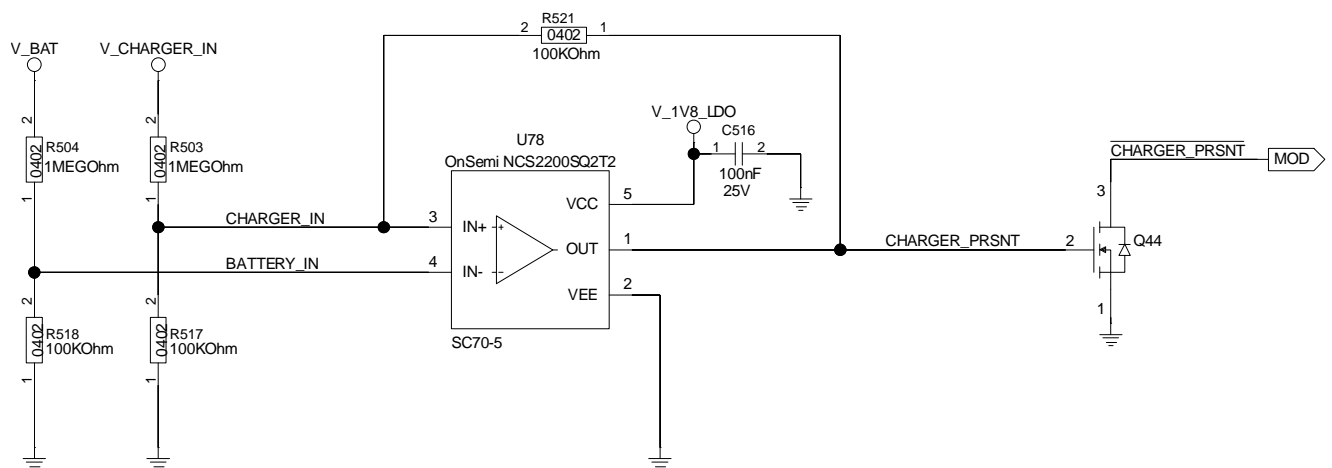 R521
2
0402
1
100KOhm
V_BAT
V_CHARGER_IN
V_1V8_LDO
C516
1
2
100nF
25V
2
0402
R504
1MEGOhm
1
2
0402
R503
1MEGOhm
1
U78
OnSemi NCS2200SQ2T2
CHARGER_PRSNT
MOD
CHARGER_IN
3
IN+
+
VCC
5
BATTERY_IN
4
IN-
OUT
1
CHARGER_PRSNT
2
3
Q44
1
VEE
2
2
0402
R518
100KOhm
1
2
0402
R517
100KOhm
1
SC70-5